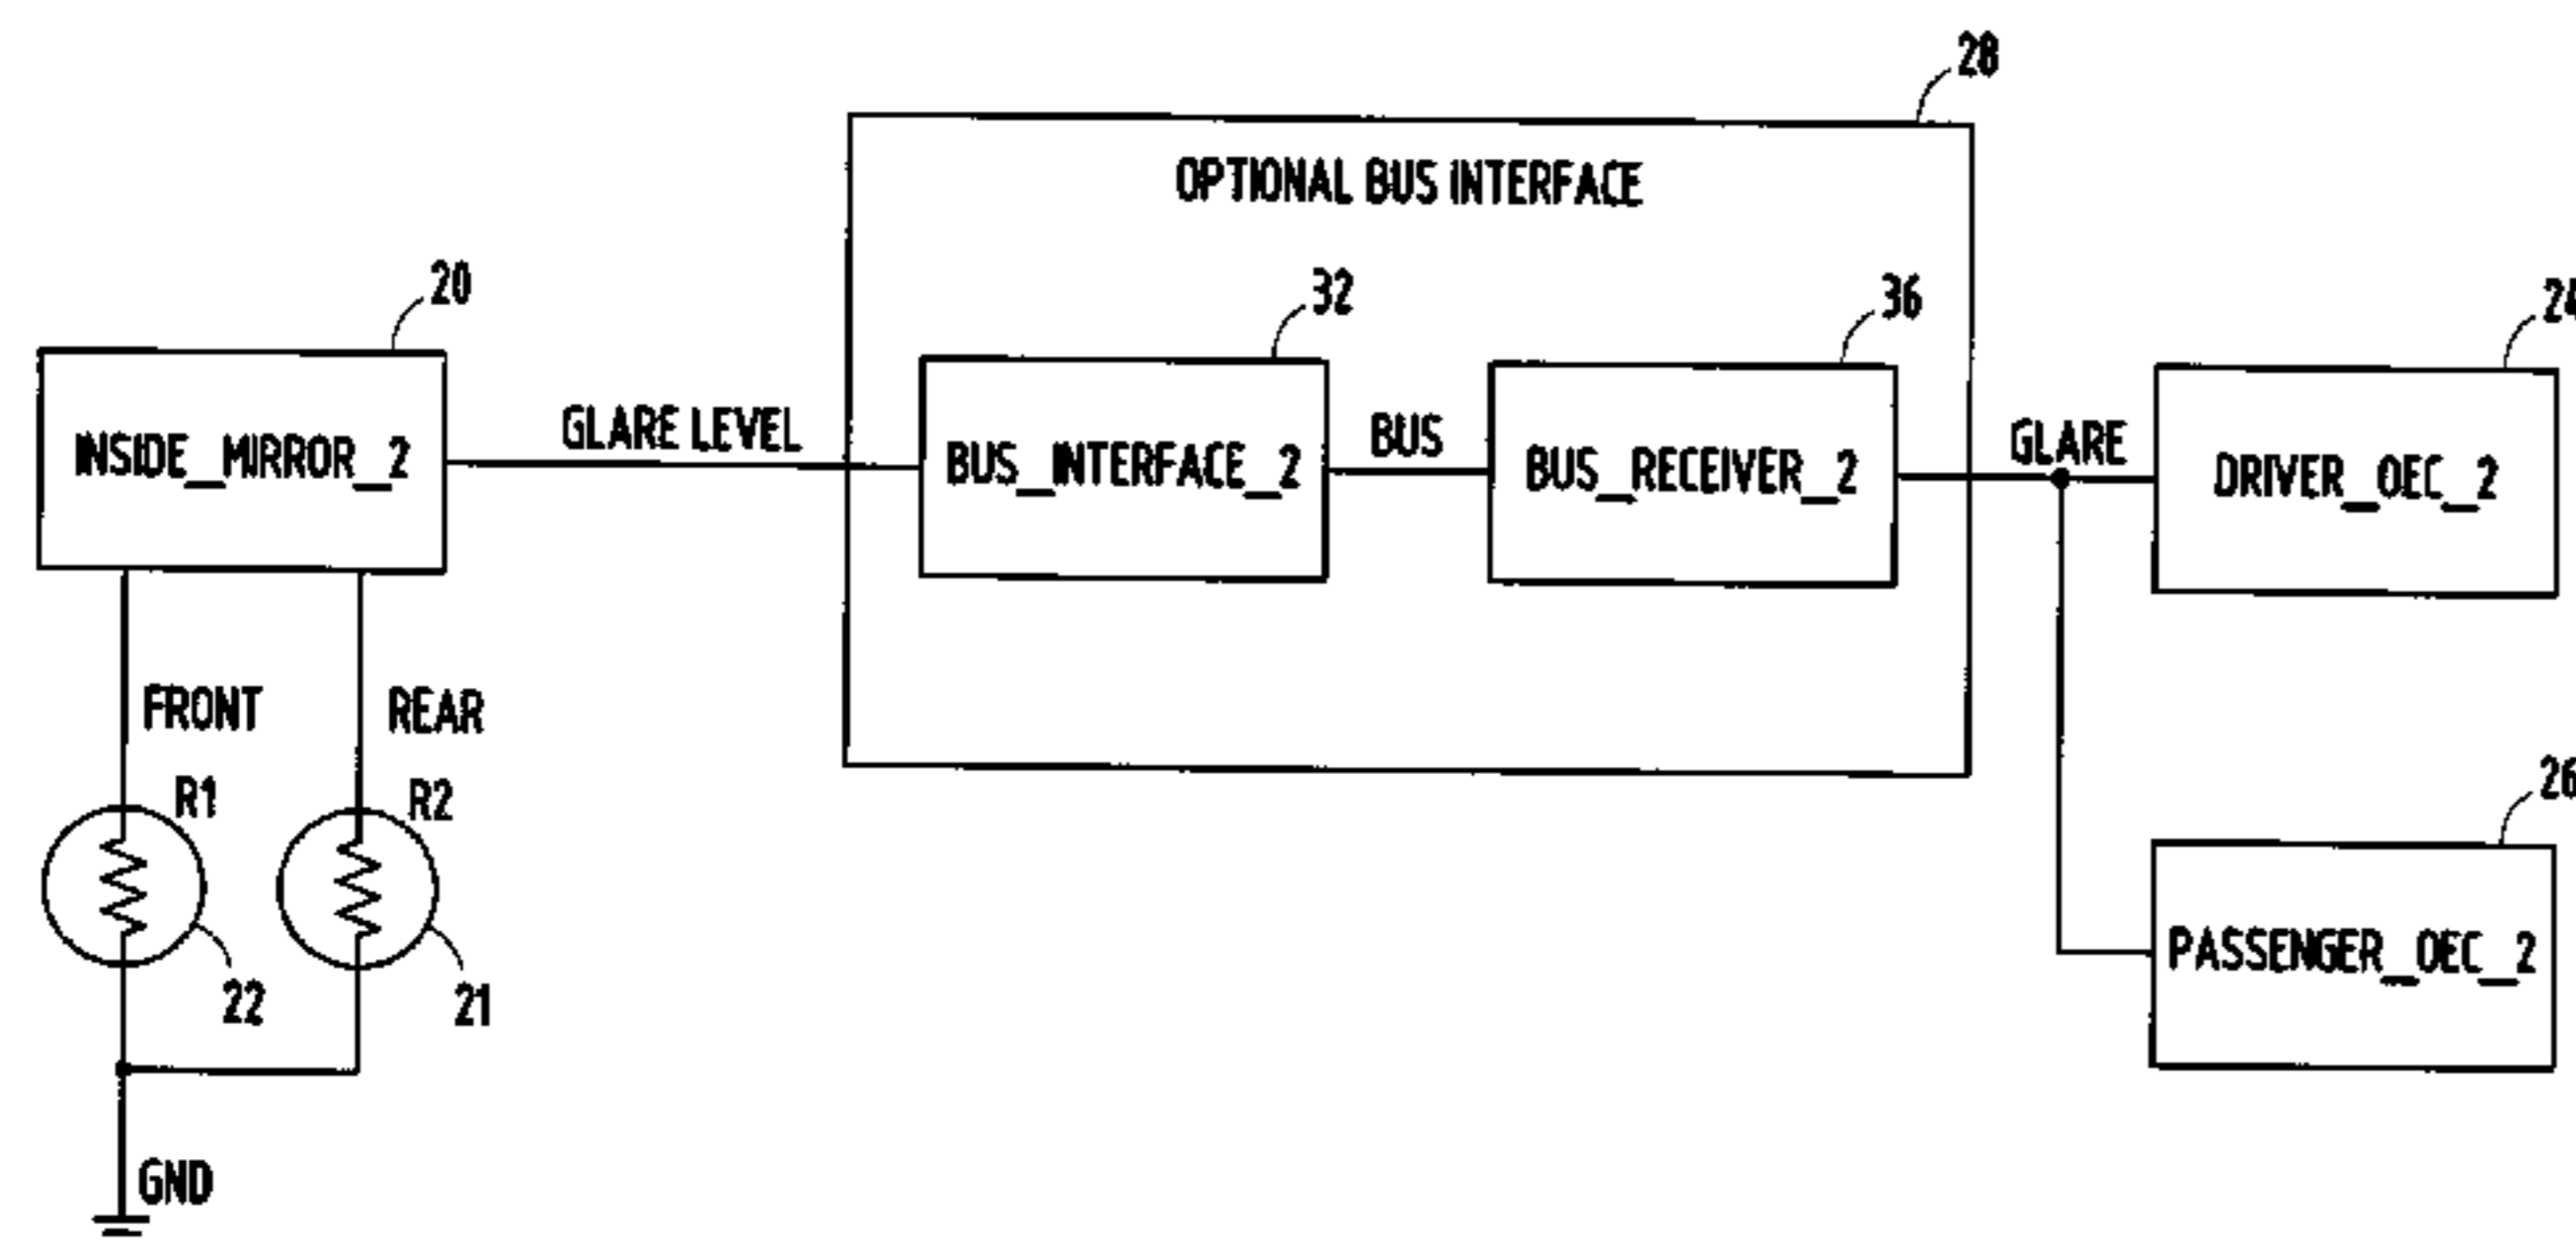 28
OPTIONAL BUS INTERFACE
20
32
36
INSIDE_MIRROR_2
GLARE LEVEL
BUS_INTERFACE_2
BUS
BUS_RECEIVER_2
GLARE
DRIVER_OEC_2
FRONT
REAR
R1
R2
26
PASSENGER_OEC_2
22
21
GND